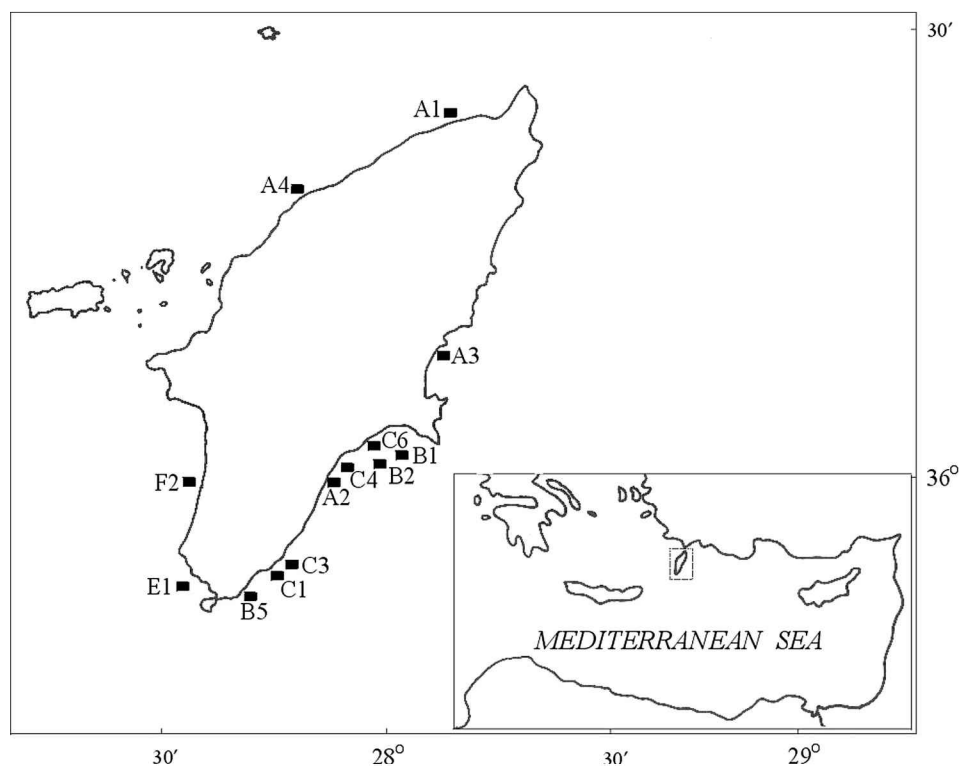 30′
A1
A4
A3
C6
B1
B2
C4
A2
F2
36°
C3
C1
E1
B5
MEDITERRANEAN SEA
30′
28°
30′
29°